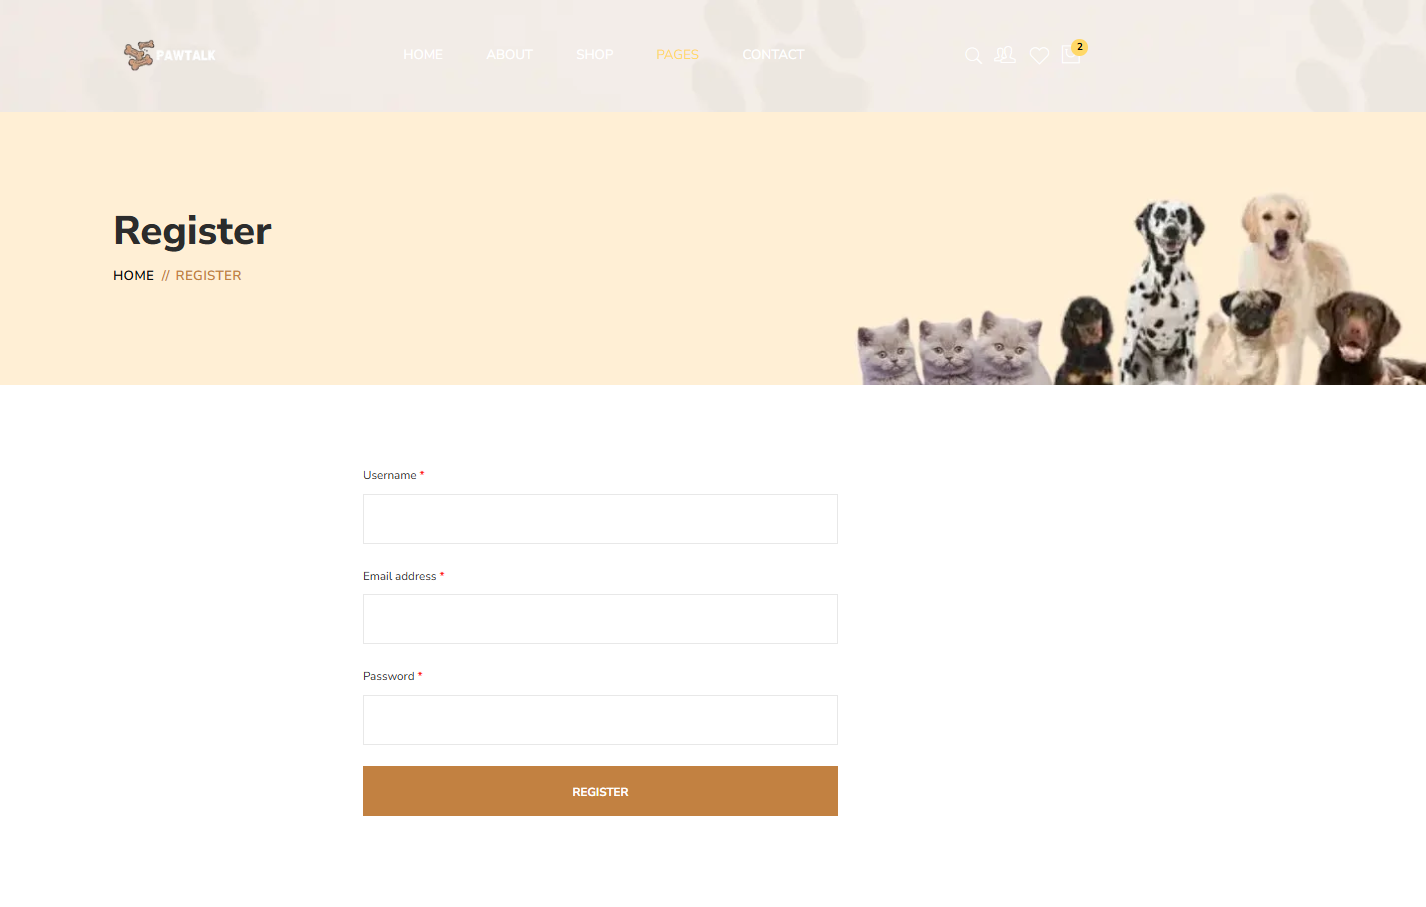 PAWTALK
HOME ABOUT SHOP PAGES CONTACT
2
Register
HOME // REGISTER
Username *
Email address *
Password *
REGISTER